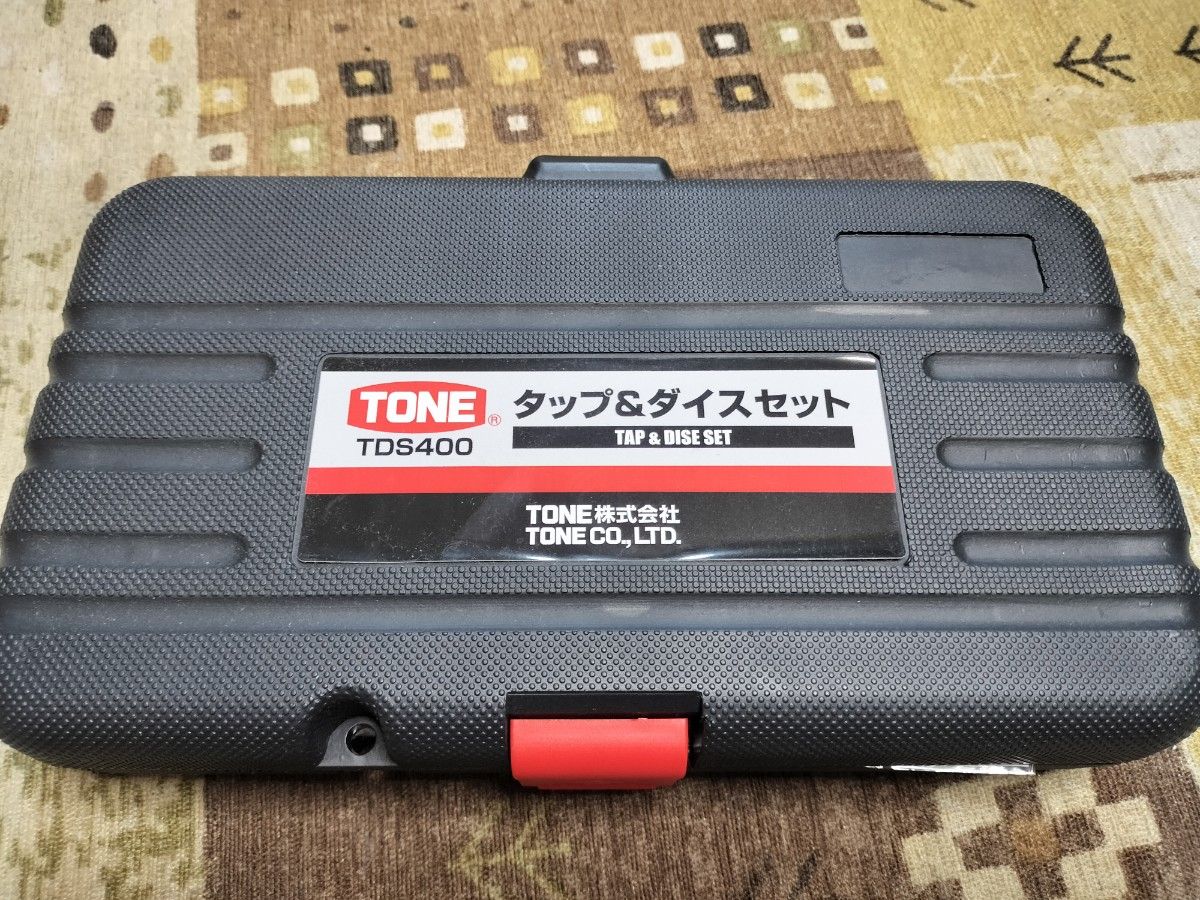 TONE®
TDS400
タップ&ダイスセット
TAP & DISE SET
TONE株式会社
TONE CO.,LTD.